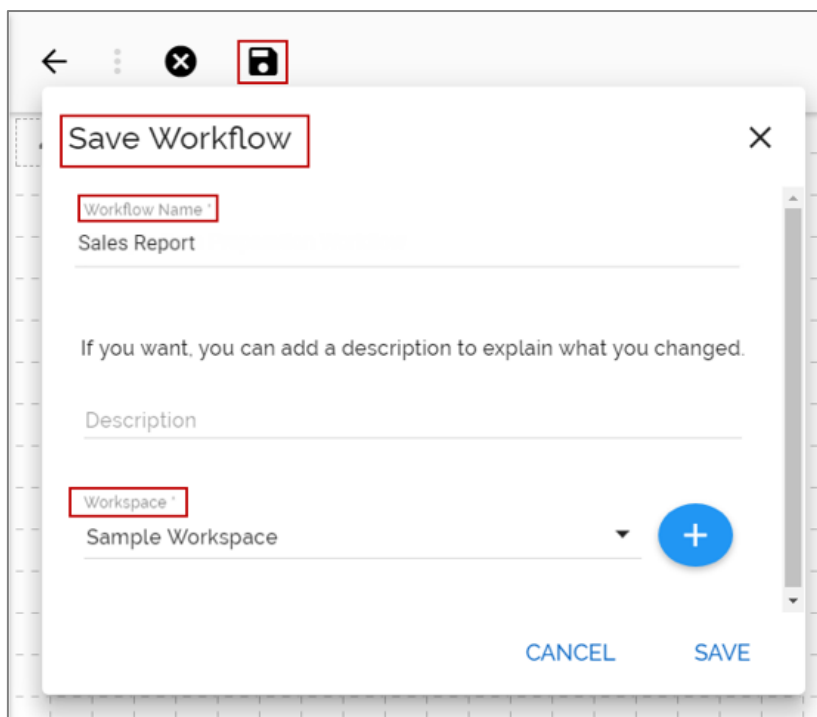 Save Workflow
Workflow Name *
Sales Report
If you want, you can add a description to explain what you changed.
Description
Workspace *
Sample Workspace
CANCEL SAVE